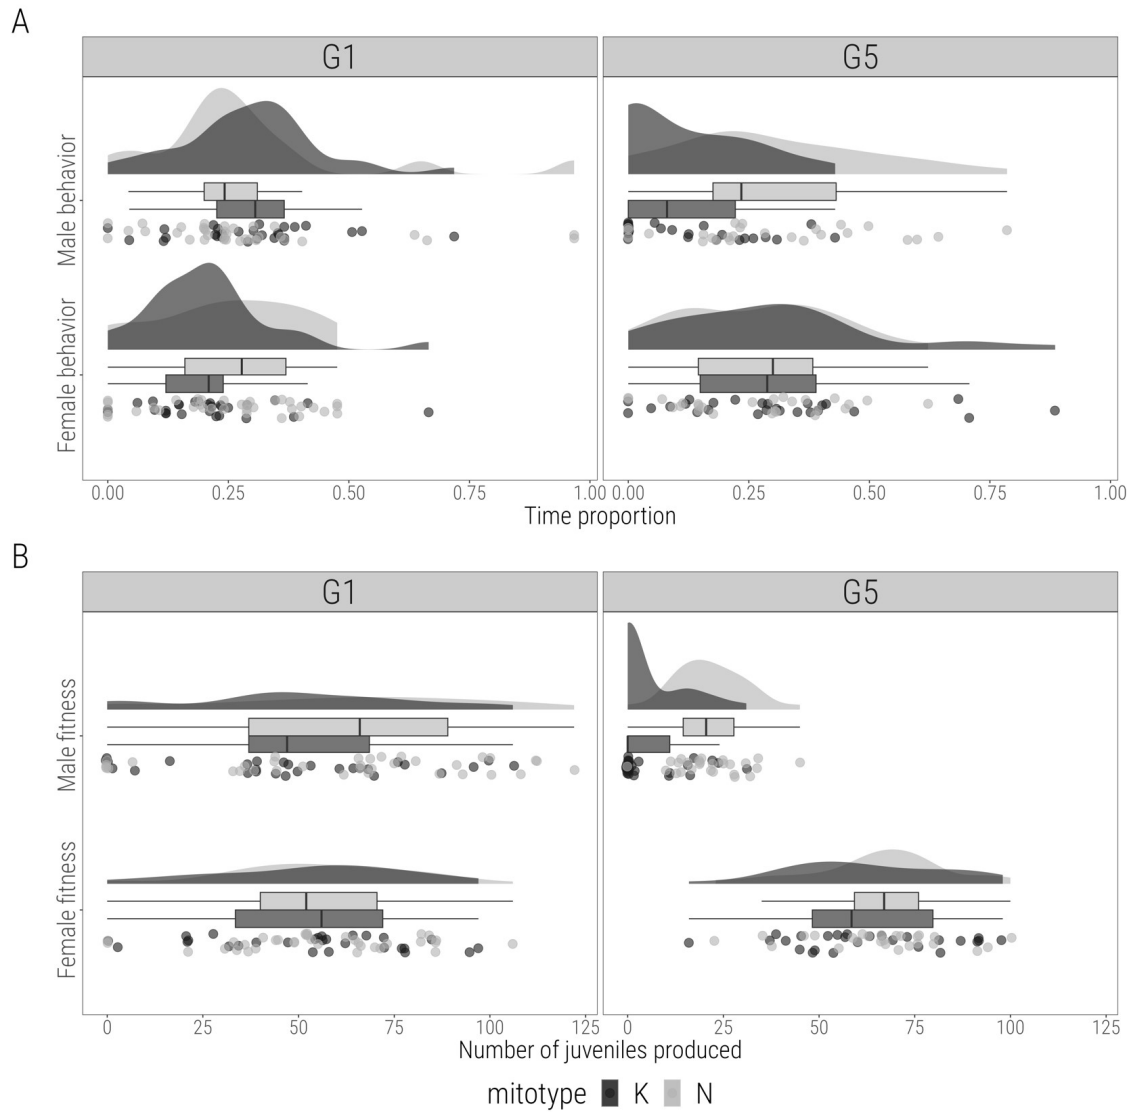 A
G1
G5
Male behavior
Female behavior
0.00 0.25 0.50 0.75 1.00
0.00 0.25 0.50 0.75 1.00
Time proportion
B
G1
G5
Male fitness
Female fitness
0 25 50 75 100 125
0 25 50 75 100 125
Number of juveniles produced
mitotype K N